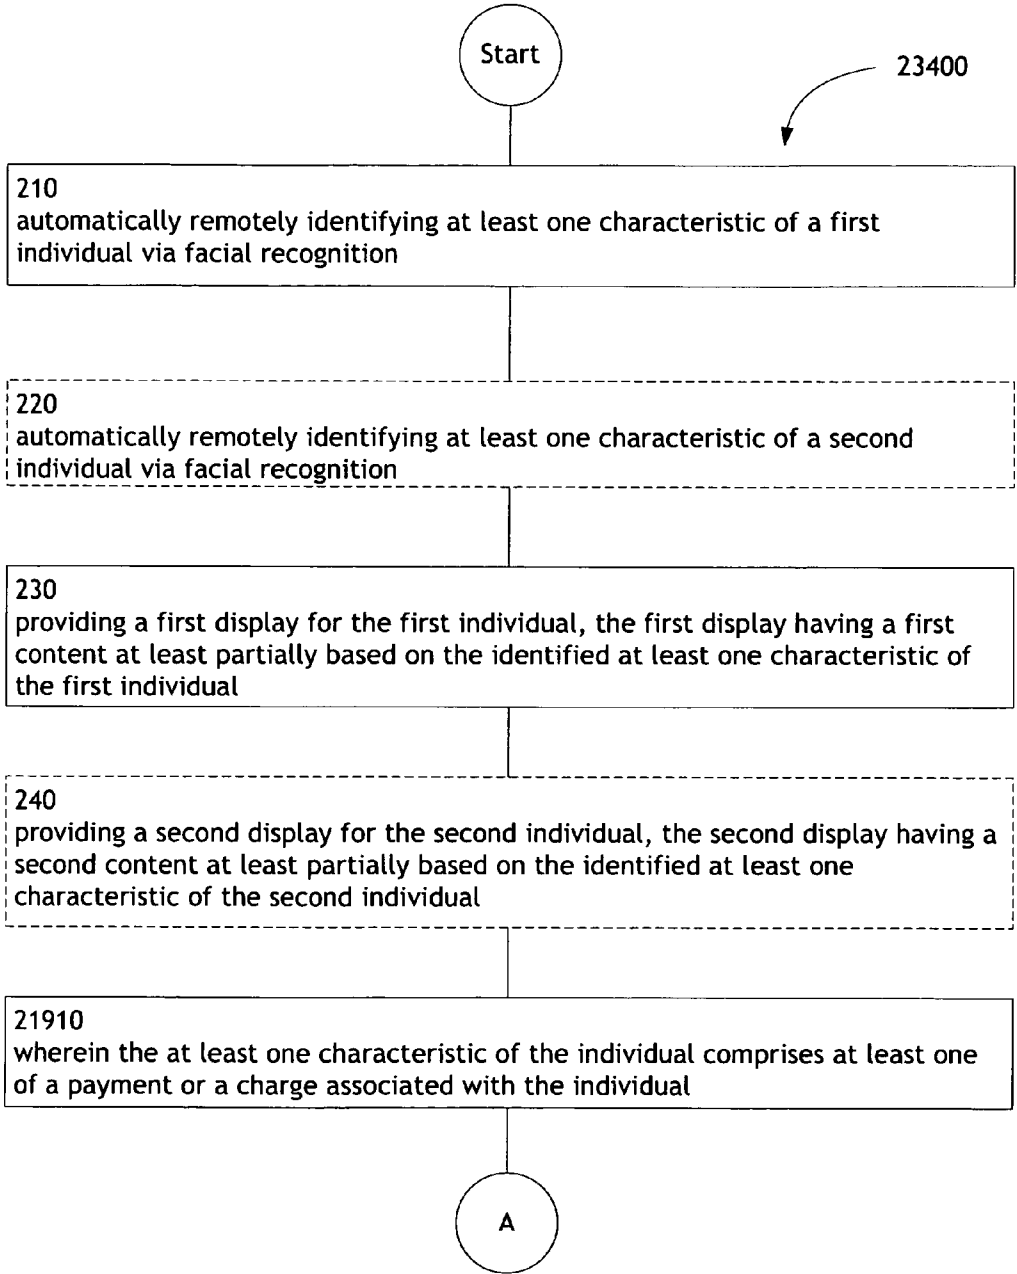 Start
23400
210
automatically remotely identifying at least one characteristic of a first
individual via facial recognition
220
automatically remotely identifying at least one characteristic of a second
individual via facial recognition
230
providing a first display for the first individual, the first display having a first
content at least partially based on the identified at least one characteristic of
the first individual
240
providing a second display for the second individual, the second display having a
second content at least partially based on the identified at least one
characteristic of the second individual
21910
wherein the at least one characteristic of the individual comprises at least one
of a payment or a charge associated with the individual
A